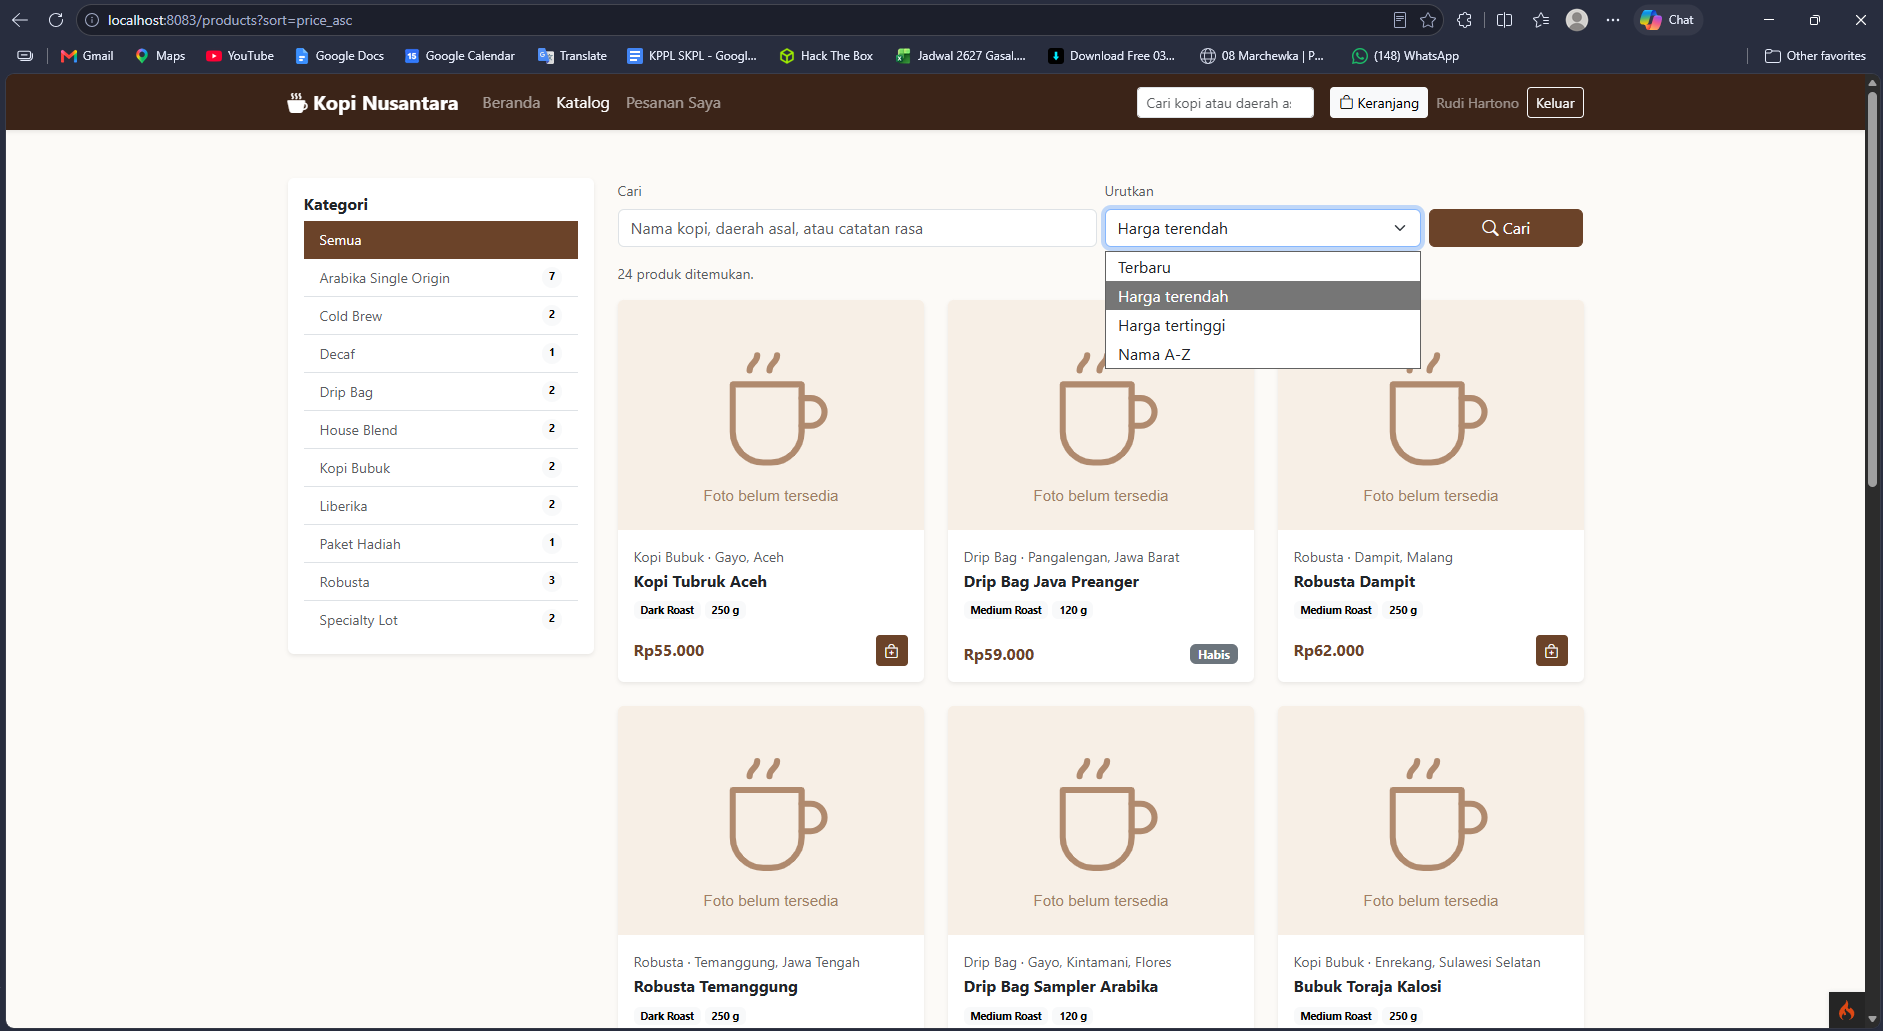 localhost:8083/products?sort=price_asc
Chat
Gmail
Maps
YouTube
Google Docs
15 Google Calendar
Translate
KPPL SKPL - Googl...
Hack The Box
Jadwal 2627 Gasal....
Download Free 03...
08 Marchewka | P...
(148) WhatsApp
Other favorites
Kopi Nusantara
Beranda
Katalog
Pesanan Saya
Cari kopi atau daerah a
Keranjang
Rudi Hartono
Keluar
Kategori
Semua
Arabika Single Origin 7
Cold Brew 2
Decaf 1
Drip Bag 2
House Blend 2
Kopi Bubuk 2
Liberika 2
Paket Hadiah 1
Robusta 3
Specialty Lot 2
Cari
Nama kopi, daerah asal, atau catatan rasa
Urutkan
Harga terendah
Cari
Terbaru
Harga terendah
Harga tertinggi
Nama A-Z
24 produk ditemukan.
Foto belum tersedia
Kopi Bubuk · Gayo, Aceh
Kopi Tubruk Aceh
Dark Roast 250 g
Rp55.000
Foto belum tersedia
Drip Bag · Pangalengan, Jawa Barat
Drip Bag Java Preanger
Medium Roast 120 g
Rp59.000
Habis
Foto belum tersedia
Robusta · Dampit, Malang
Robusta Dampit
Medium Roast 250 g
Rp62.000
Foto belum tersedia
Robusta · Temanggung, Jawa Tengah
Robusta Temanggung
Dark Roast 250 g
Foto belum tersedia
Drip Bag · Gayo, Kintamani, Flores
Drip Bag Sampler Arabika
Medium Roast 120 g
Foto belum tersedia
Kopi Bubuk · Enrekang, Sulawesi Selatan
Bubuk Toraja Kalosi
Medium Roast 250 g